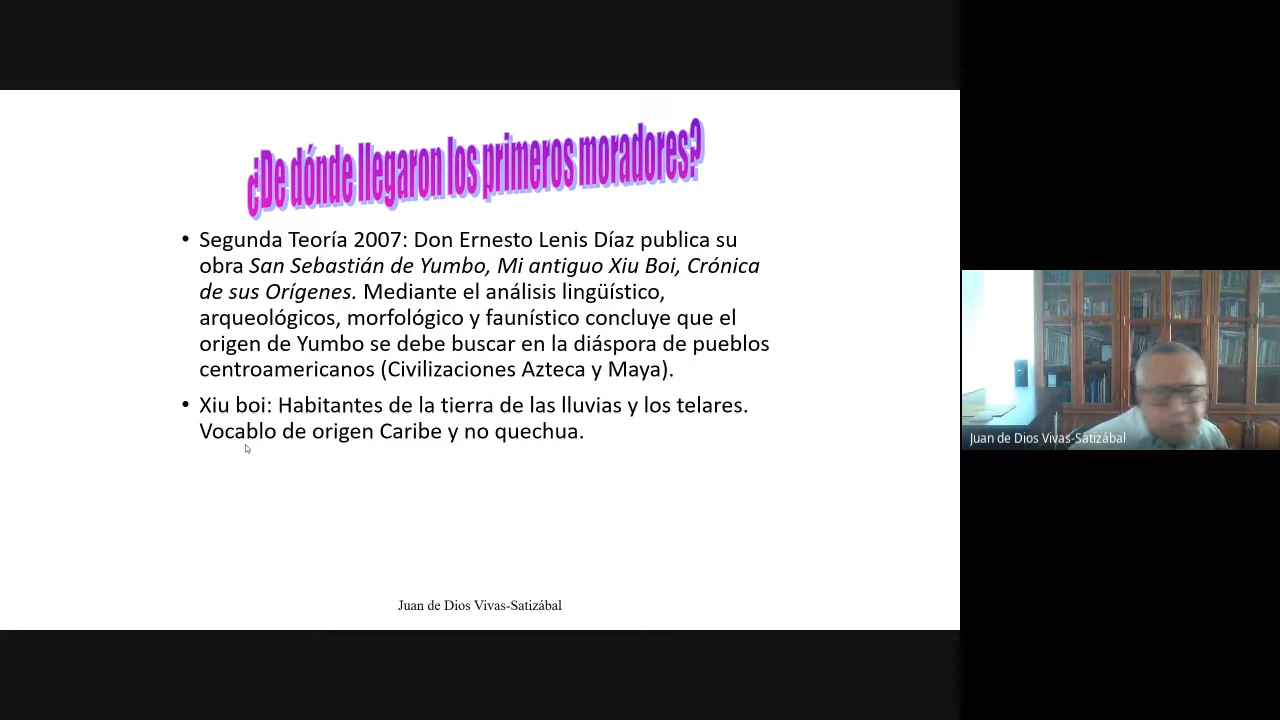 ¿De dónde llegaron los primeros moradores?
• Segunda Teoría 2007: Don Ernesto Lenis Díaz publica su
obra San Sebastián de Yumbo, Mi antiguo Xiu Boi, Crónica
de sus Orígenes. Mediante el análisis lingüístico,
arqueológicos, morfológico y faunístico concluye que el
origen de Yumbo se debe buscar en la diáspora de pueblos
centroamericanos (Civilizaciones Azteca y Maya).
• Xiu boi: Habitantes de la tierra de las lluvias y los telares.
Vocablo de origen Caribe y no quechua.
Juan de Dios Vivas-Satizábal
Juan de Dios Vivas-Satizábal